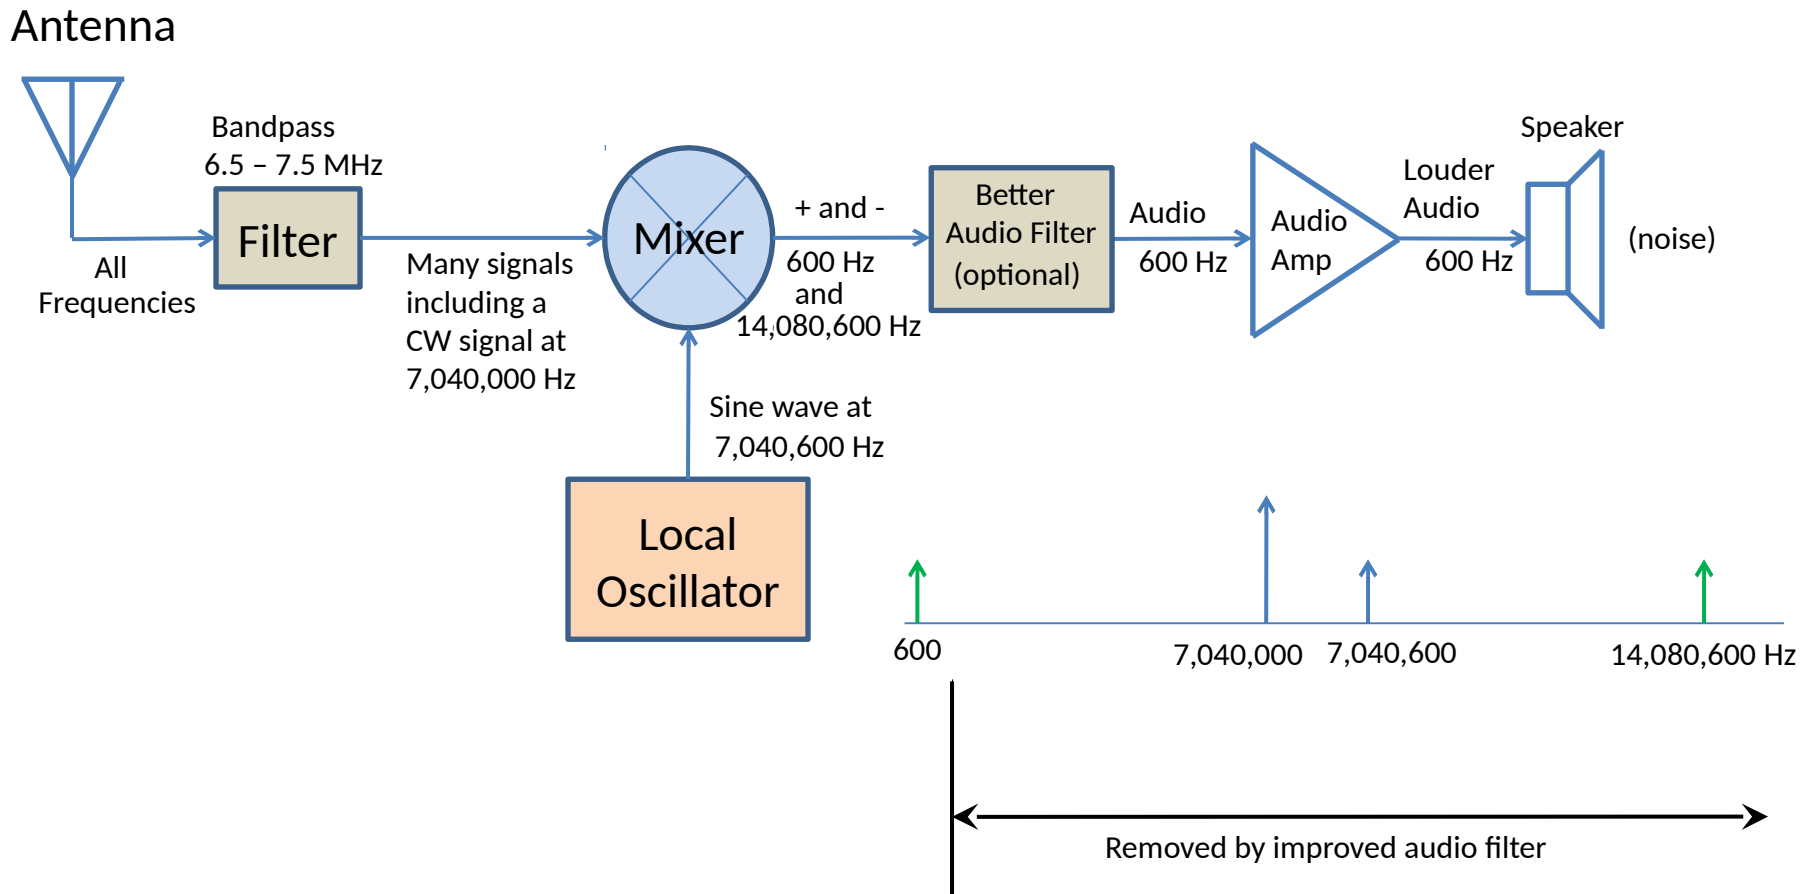 Antenna
Bandpass
6.5 – 7.5 MHz
Filter
All
Frequencies
Many signals
including a
CW signal at
7,040,000 Hz
Mixer
+ and -
600 Hz
and
14,080,600 Hz
Sine wave at
7,040,600 Hz
Local
Oscillator
Better
Audio Filter
(optional)
Audio
600 Hz
Audio
Amp
Louder
Audio
600 Hz
Speaker
(noise)
600
7,040,000
7,040,600
14,080,600 Hz
Removed by improved audio filter